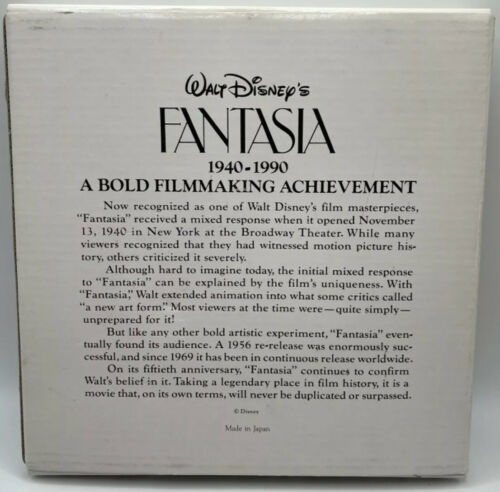 Walt Disney's
FANTASIA
1940-1990
A BOLD FILMMAKING ACHIEVEMENT
Now recognized as one of Walt Disney's film masterpieces,
"Fantasia" received a mixed response when it opened November
13, 1940 in New York at the Broadway Theater. While many
viewers recognized that they had witnessed motion picture his-
tory, others criticized it severely.
Although hard to imagine today, the initial mixed response
to "Fantasia" can be explained by the film's uniqueness. With
"Fantasia," Walt extended animation into what some critics called
"a new art form." Most viewers at the time were—quite simply—
unprepared for it!
But like any other bold artistic experiment, "Fantasia" even-
tually found its audience. A 1956 re-release was enormously suc-
cessful, and since 1969 it has been in continuous release worldwide.
On its fiftieth anniversary, "Fantasia" continues to confirm
Walt's belief in it. Taking a legendary place in film history, it is a
movie that, on its own terms, will never be duplicated or surpassed.
© Disney
Made in Japan